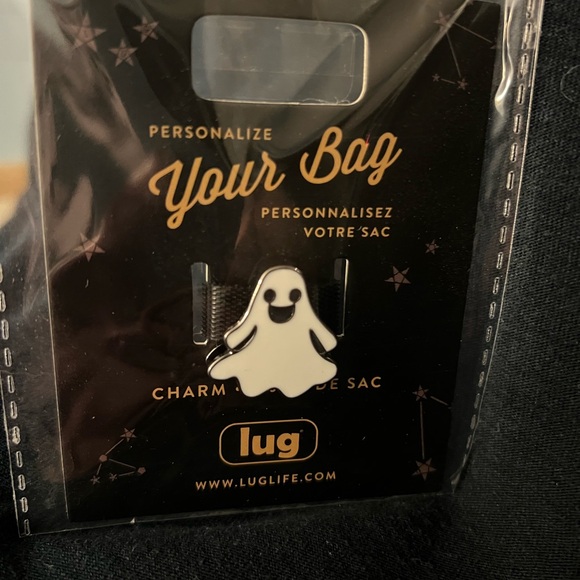 PERSONALIZE
Your Bag
PERSONNALISEZ
VOTRE SAC
CHARM DE SAC
lug
WWW.LUGLIFE.COM